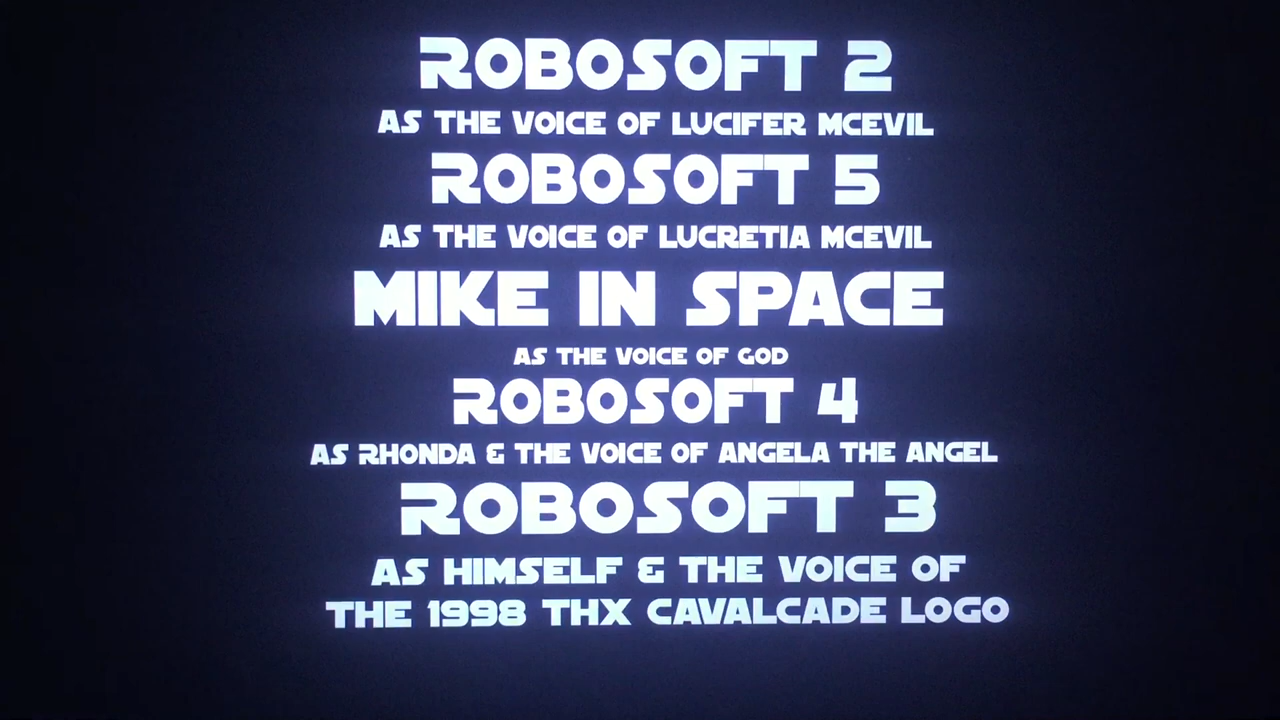 ROBOSOFT 2
AS THE VOICE OF LUCIFER MCEVIL
ROBOSOFT 5
AS THE VOICE OF LUCRETIA MCEVIL
MIKE IN SPACE
AS THE VOICE OF GOD
ROBOSOFT 4
AS RHONDA & THE VOICE OF ANGELA THE ANGEL
ROBOSOFT 3
AS HIMSELF & THE VOICE OF
THE 1998 THX CAVALCADE LOGO